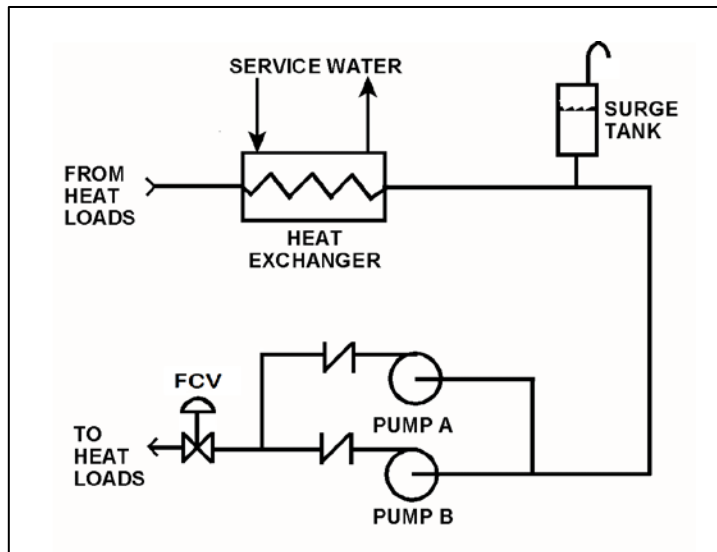 SERVICE WATER
SURGE
TANK
FROM
HEAT
LOADS
HEAT
EXCHANGER
FCV
PUMP A
TO
HEAT
LOADS
PUMP B